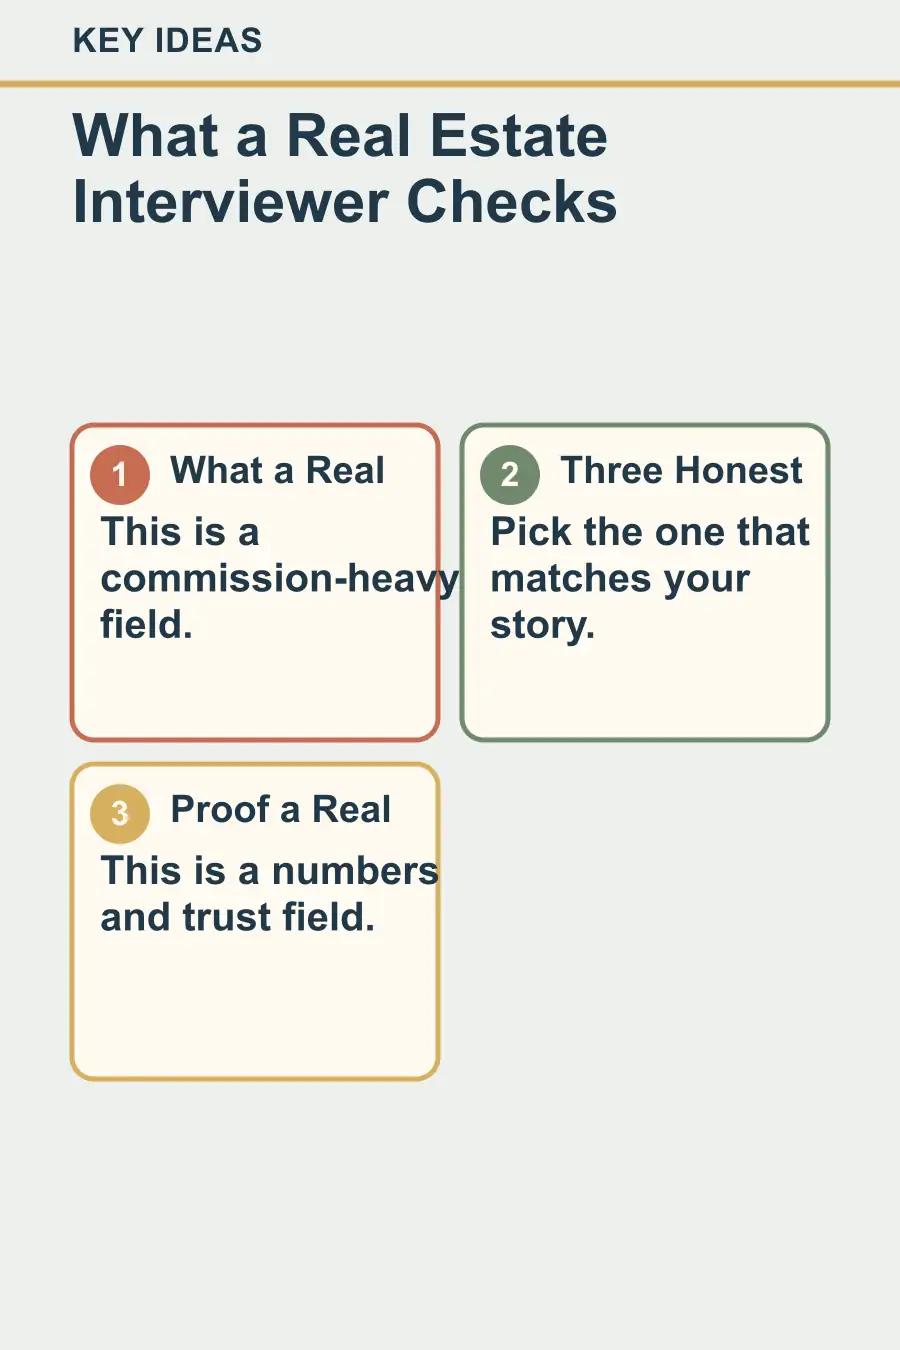 KEY IDEAS
What a Real Estate
Interviewer Checks
1 What a Real
This is a
commission-heavy
field.
2 Three Honest
Pick the one that
matches your
story.
3 Proof a Real
This is a numbers
and trust field.